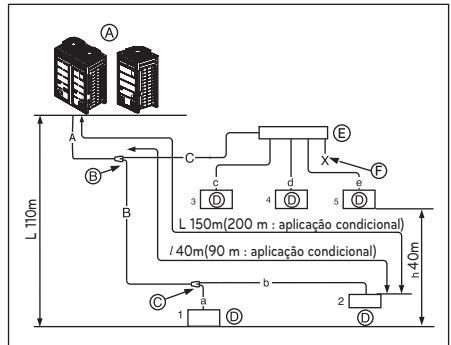 Ⓐ
A
C
Ⓔ
Ⓑ
X
Ⓕ
c
d
e
3 Ⓓ
4 Ⓓ
5 Ⓓ
B
L 110m
L 150m(200 m : aplicação condicional)
l 40m(90 m : aplicação condicional)
h 40m
b
Ⓒ
a
2
1 Ⓓ
Ⓓ